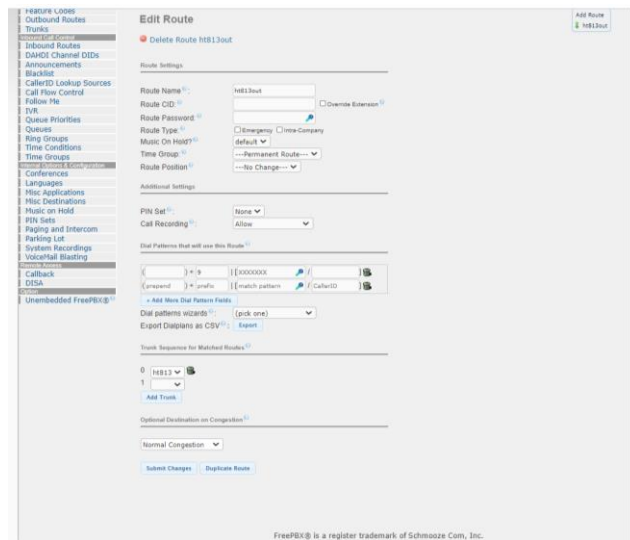 Feature Codes
Outbound Routes
Trunks
Inbound Call Control
Inbound Routes
DAHDI Channel DIDs
Announcements
Blacklist
CallerID Lookup Sources
Call Flow Control
Follow Me
IVR
Queue Priorities
Queues
Ring Groups
Time Conditions
Time Groups
Internal Options & Configuration
Conferences
Languages
Misc Applications
Misc Destinations
Music on Hold
PIN Sets
Paging and Intercom
Parking Lot
System Recordings
VoiceMail Blasting
Remote Access
Callback
DISA
Option
Unembedded FreePBX®
Edit Route
Delete Route ht813out
Route Settings
Route Name : ht813out
Route CID: Override Extension
Route Password:
Route Type: Emergency Intra-Company
Music On Hold? default
Time Group: ---Permanent Route---
Route Position ---No Change---
Additional Settings
PIN Set : None
Call Recording : Allow
Dial Patterns that will use this Route
( ) + 9 | [ XXXXXXX / ]
(prepend ) + prefix | [ match pattern / CallerID ]
+ Add More Dial Pattern Fields
Dial patterns wizards : (pick one)
Export Dialplans as CSV : Export
Trunk Sequence for Matched Routes
0 ht813
1
Add Trunk
Optional Destination on Congestion
Normal Congestion
Submit Changes Duplicate Route
Add Route
ht813out
FreePBX® is a register trademark of Schmooze Com, Inc.